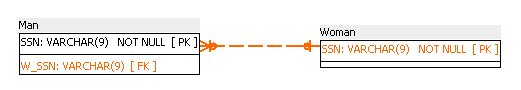 Man
SSN: VARCHAR(9) NOT NULL [ PK ]
W_SSN: VARCHAR(9) [ FK ]
Woman
SSN: VARCHAR(9) NOT NULL [ PK ]